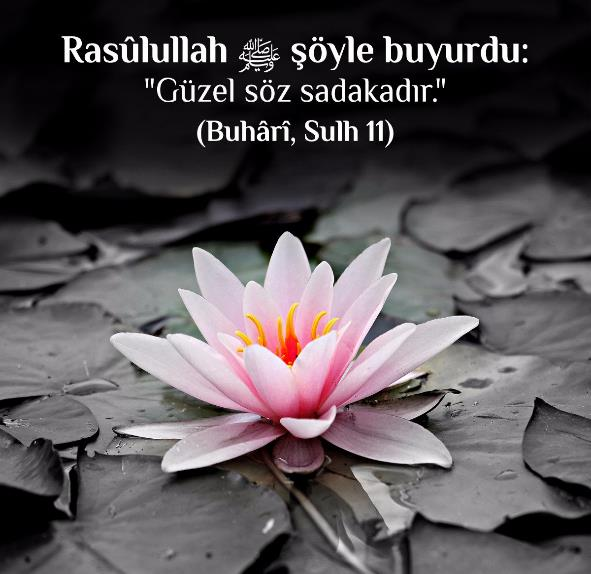 Rasûlullah ﷺ şöyle buyurdu:
"Güzel söz sadakadır."
(Buhârî, Sulh 11)